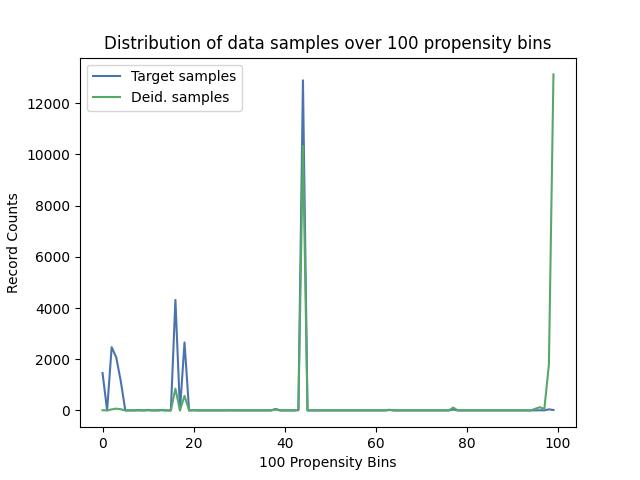 Distribution of data samples over 100 propensity bins
Target samples
Deid. samples
12000
10000
8000
6000
4000
2000
0
Record Counts
0 20 40 60 80 100
100 Propensity Bins